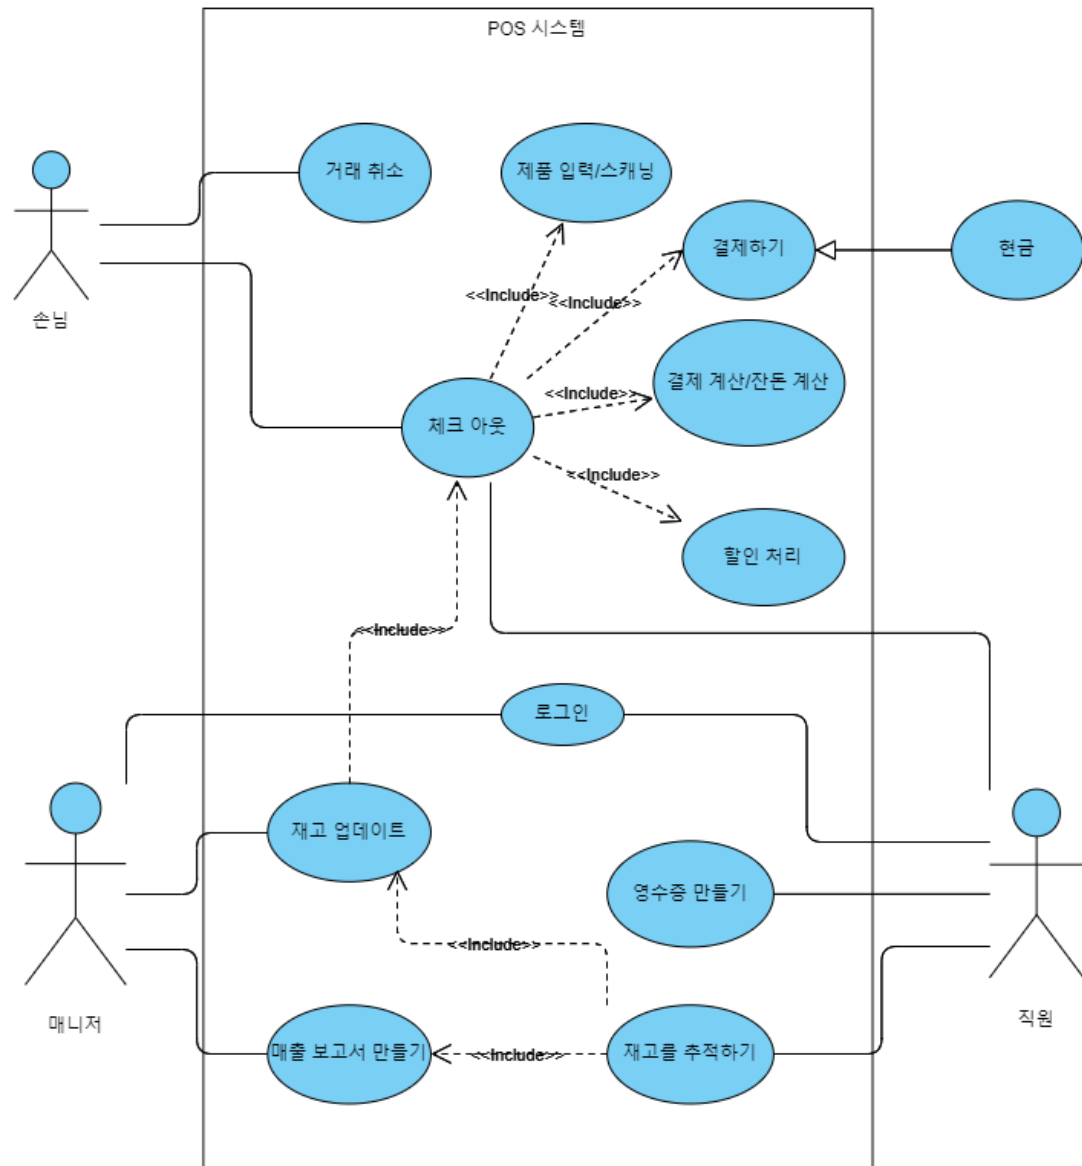 POS 시스템
거래 취소
제품 입력/스캐닝
결제하기
현금
손님
<<Include>>
<<Include>>
결제 계산/잔돈 계산
<<Include>>
체크 아웃
<<Include>>
할인 처리
<<Include>>
로그인
재고 업데이트
영수증 만들기
<<Include>>
매니저
직원
매출 보고서 만들기
<<Include>>
재고를 추적하기